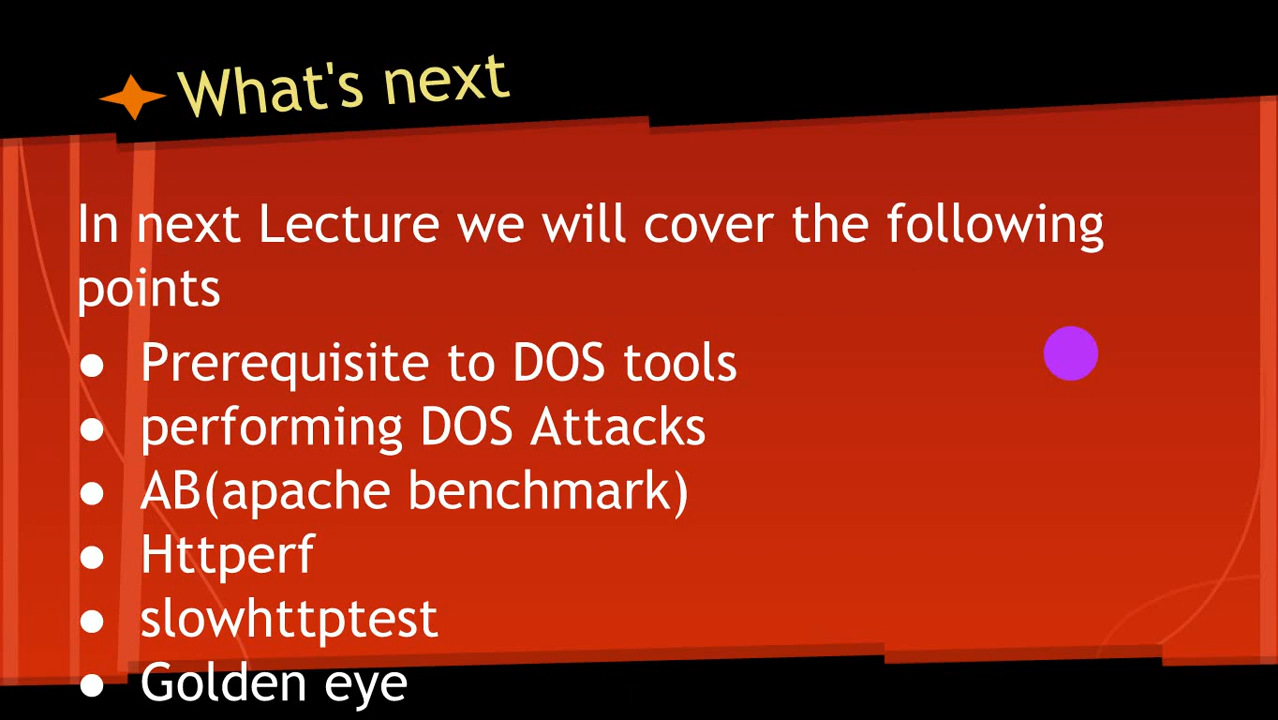 What's next
In next Lecture we will cover the following
points
● Prerequisite to DOS tools
● performing DOS Attacks
● AB(apache benchmark)
● Httperf
● slowhttptest
● Golden eye